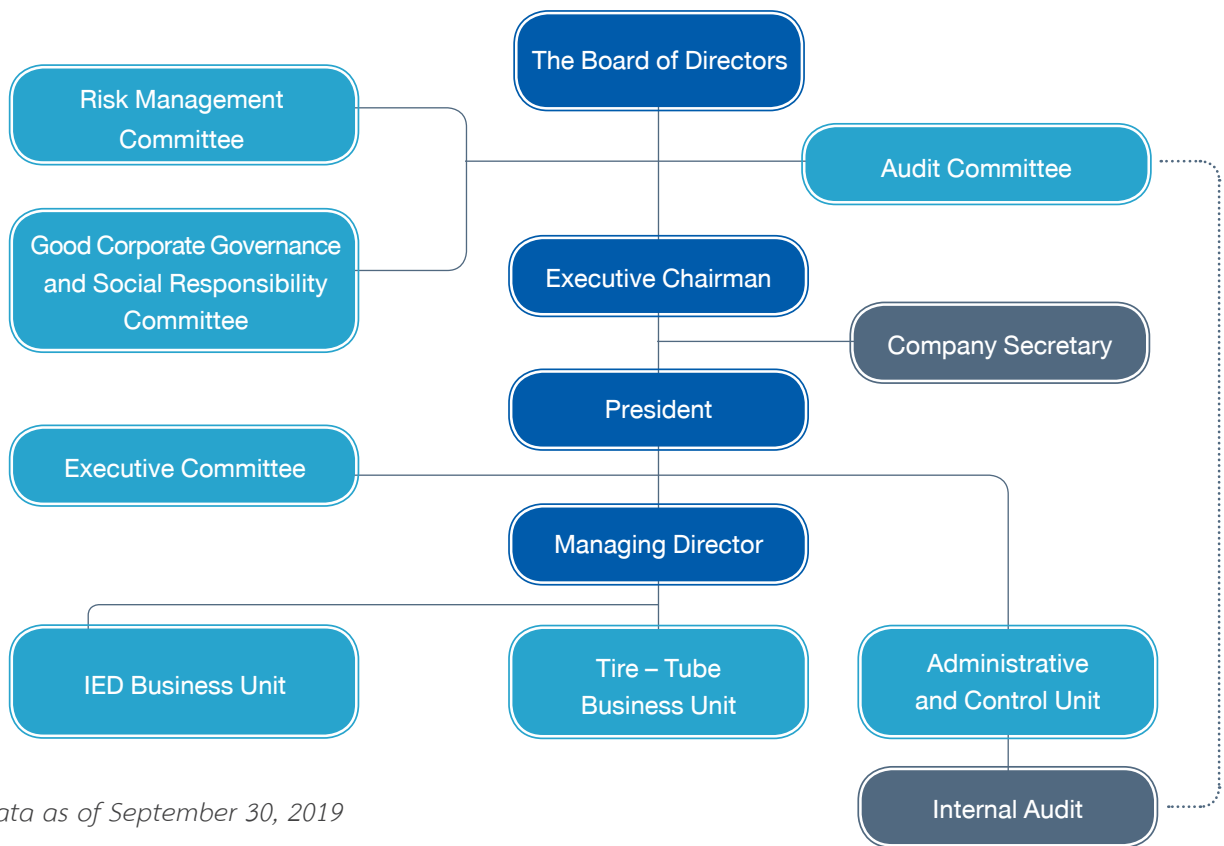 The Board of Directors
Risk Management
Committee
Audit Committee
Good Corporate Governance
and Social Responsibility
Committee
Executive Chairman
Company Secretary
President
Executive Committee
Managing Director
IED Business Unit
Tire – Tube
Business Unit
Administrative
and Control Unit
Internal Audit
ata as of September 30, 2019